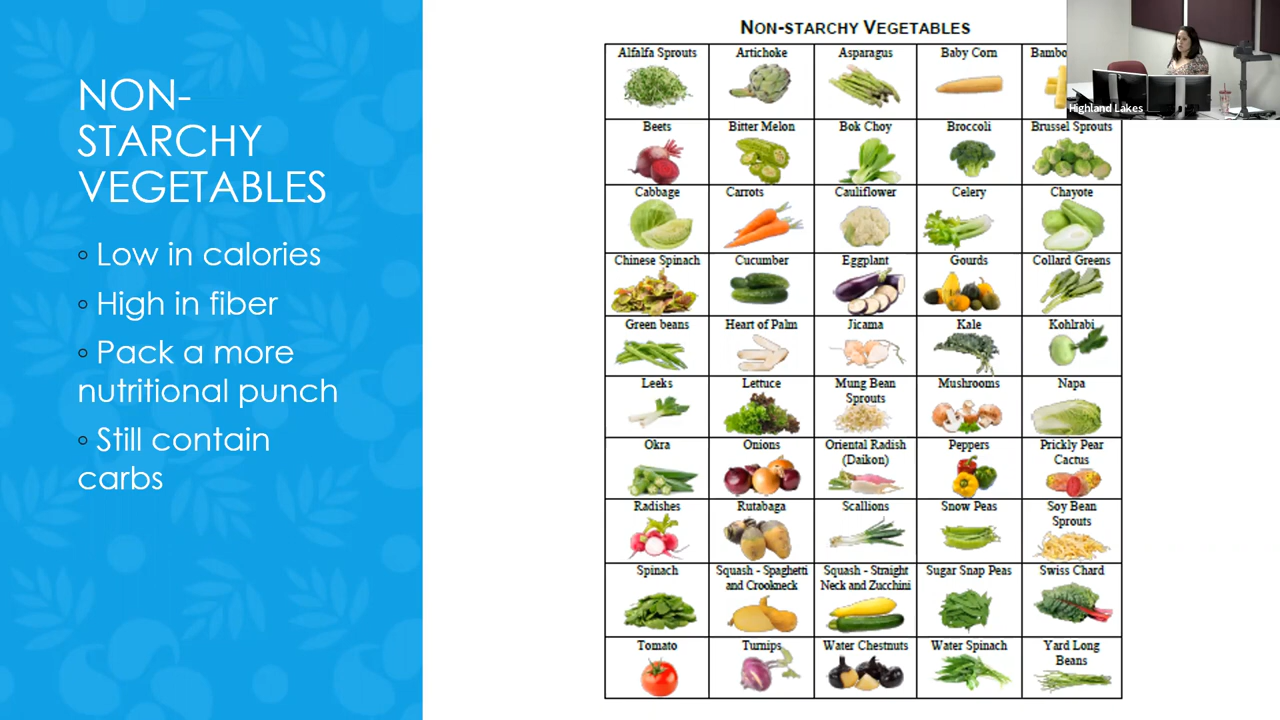 NON-
STARCHY
VEGETABLES
◦ Low in calories
◦ High in fiber
◦ Pack a more
nutritional punch
◦ Still contain
carbs
NON-STARCHY VEGETABLES
Alfalfa Sprouts
Artichoke
Asparagus
Baby Corn
Highland Lakes
Beets
Bitter Melon
Bok Choy
Broccoli
Brussel Sprouts
Cabbage
Carrots
Cauliflower
Celery
Chayote
Chinese Spinach
Cucumber
Eggplant
Gourds
Collard Greens
Green beans
Heart of Palm
Jicama
Kale
Kohlrabi
Leeks
Lettuce
Mung Bean
Sprouts
Mushrooms
Napa
Okra
Onions
Oriental Radish
(Daikon)
Peppers
Prickly Pear
Cactus
Radishes
Rutabaga
Scallions
Snow Peas
Soy Bean
Sprouts
Spinach
Squash - Spaghetti
and Crookneck
Squash - Straight
Neck and Zucchini
Sugar Snap Peas
Swiss Chard
Tomato
Turnips
Water Chestnuts
Water Spinach
Yard Long
Beans